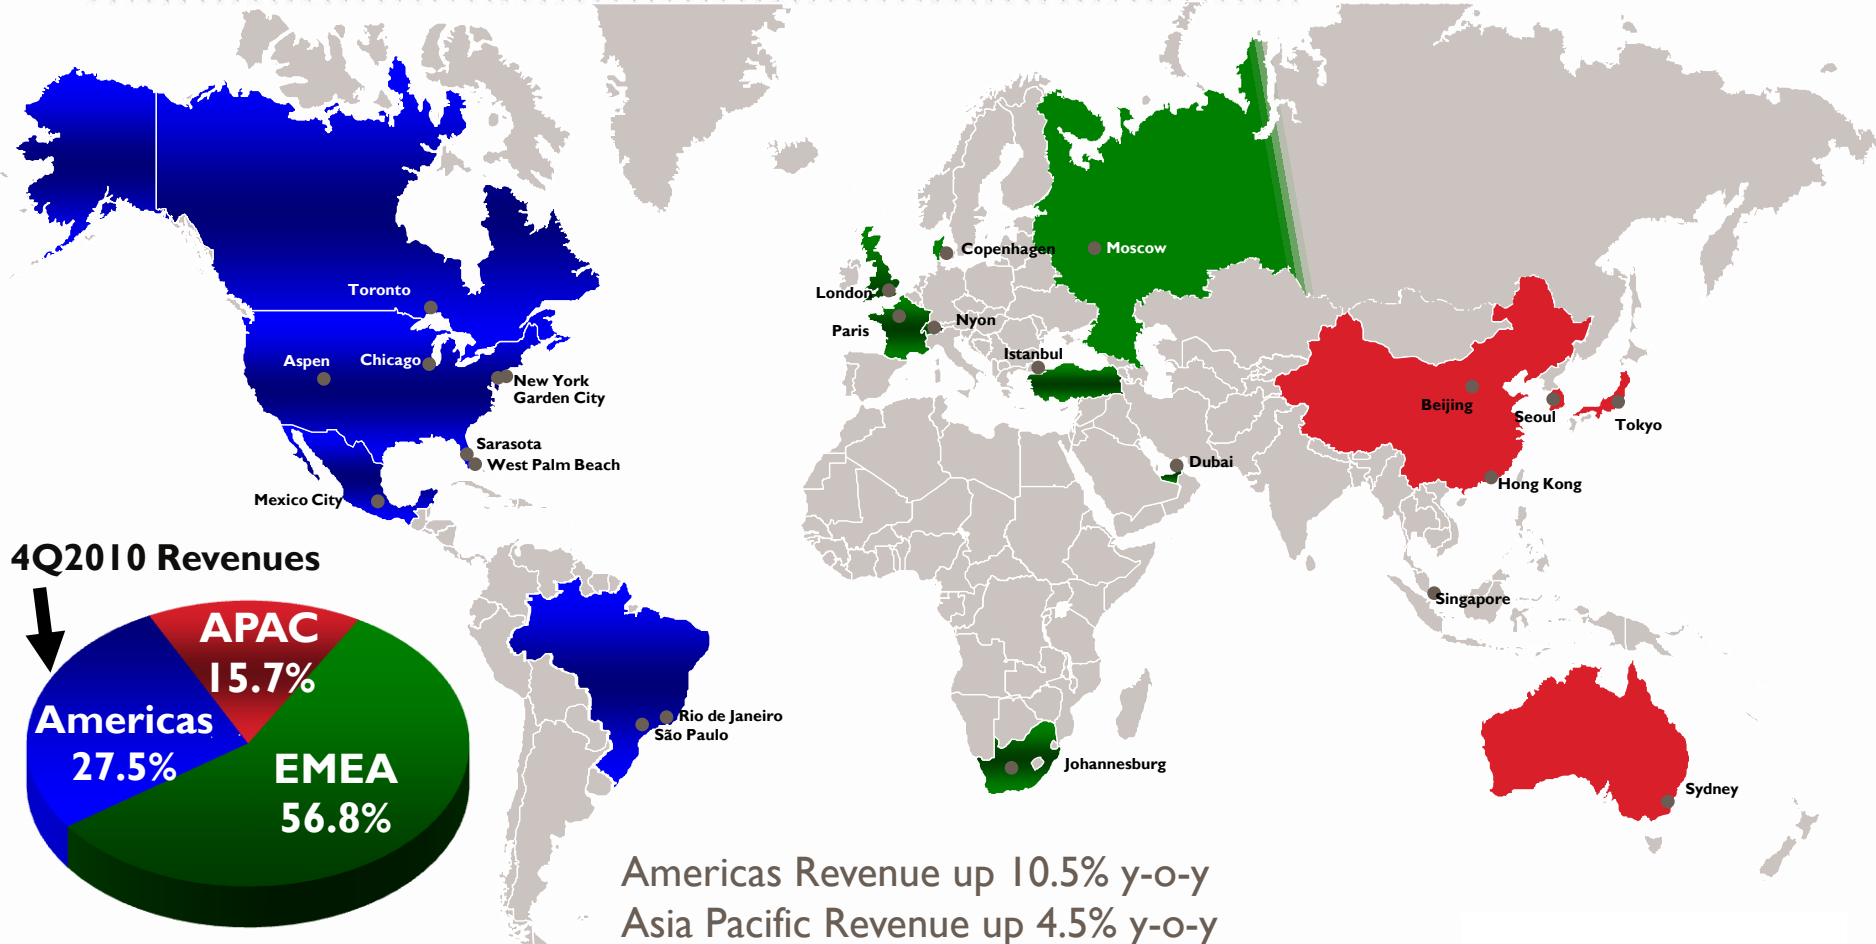 Copenhagen
Moscow
Toronto
London
Paris
Nyon
Aspen
Chicago
Istanbul
New York
Garden City
Beijing
Seoul
Tokyo
Sarasota
West Palm Beach
Dubai
Mexico City
Hong Kong
4Q2010 Revenues
Singapore
APAC
15.7%
Americas
27.5%
EMEA
56.8%
Rio de Janeiro
São Paulo
Johannesburg
Sydney
Americas Revenue up 10.5% y-o-y
Asia Pacific Revenue up 4.5% y-o-y